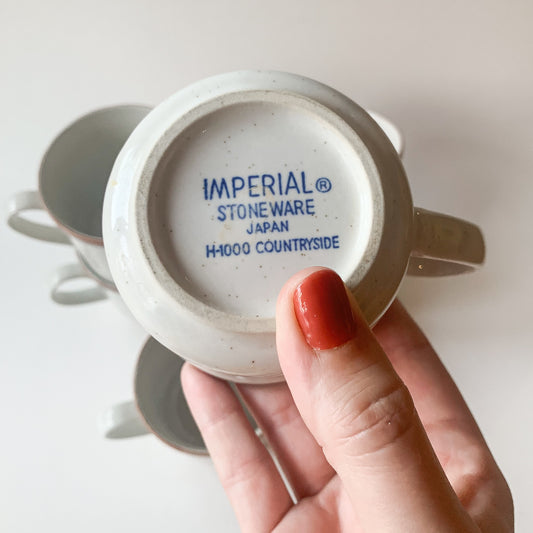 IMPERIAL®
STONEWARE
JAPAN
H-1000 COUNTRYSIDE